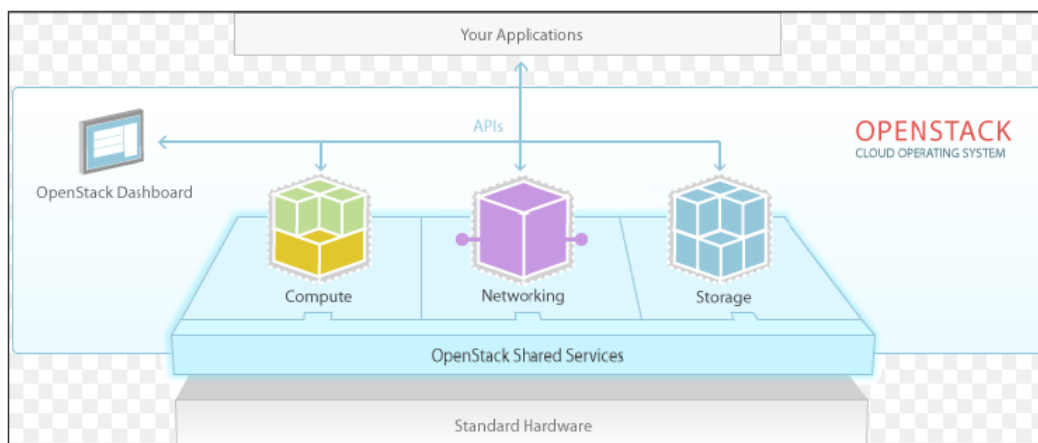 Your Applications
APIs
OPENSTACK
CLOUD OPERATING SYSTEM
OpenStack Dashboard
Compute
Networking
Storage
OpenStack Shared Services
Standard Hardware